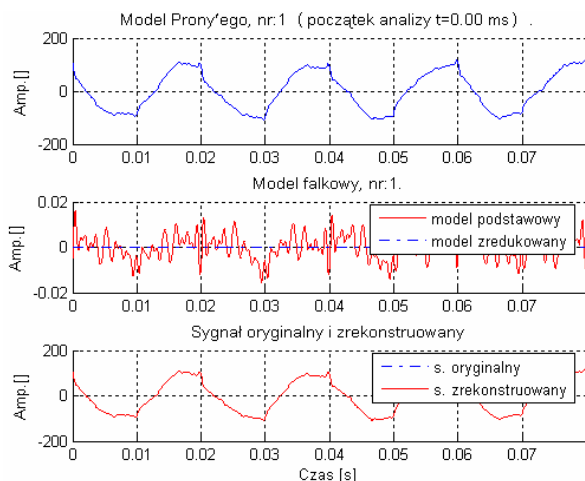 Model Prony'ego, nr:1 (początek analizy t=0.00 ms) .
200
0
-200
Amp.[]
0 0.01 0.02 0.03 0.04 0.05 0.06 0.07
Model falkowy, nr:1.
0.02
0
-0.02
Amp.[]
model podstawowy
model zredukowany
0 0.01 0.02 0.03 0.04 0.05 0.06 0.07
Sygnał oryginalny i zrekonstruowany
200
0
-200
Amp.[]
s. oryginalny
s. zrekonstruowany
0 0.01 0.02 0.03 0.04 0.05 0.06 0.07
Czas [s]